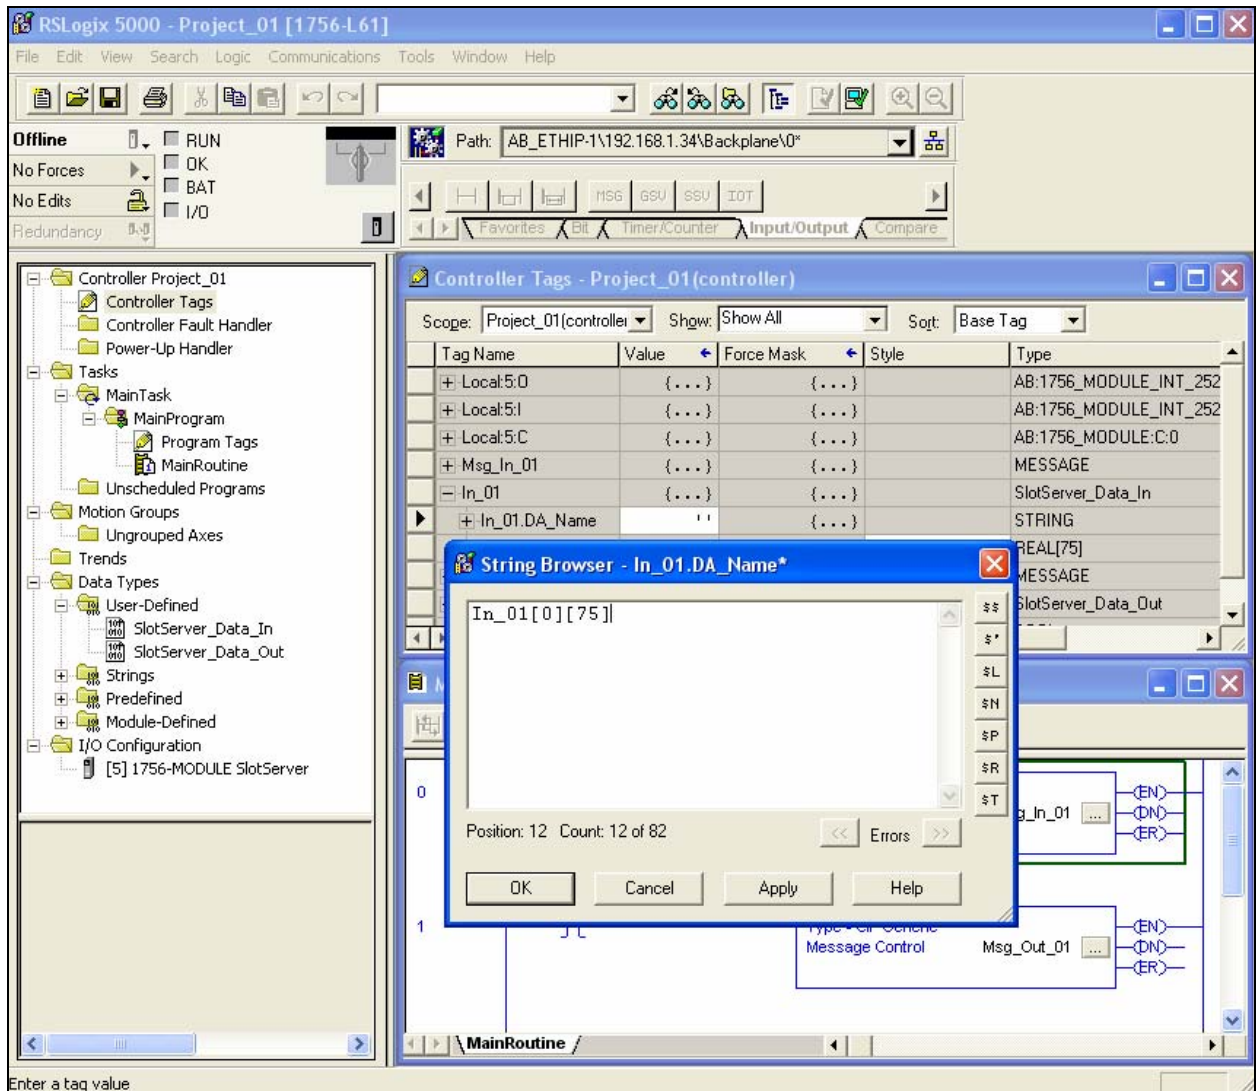 RSLogix 5000 - Project_01 [1756-L61]
File Edit View Search Logic Communications Tools Window Help
Offline
RUN
No Forces
OK
No Edits
BAT
Redundancy
I/O
Path: AB_ETHIP-1\192.168.1.34\Backplane\0*
MSG GSV SSV IOT
Favorites Bit Timer/Counter Input/Output Compare
Controller Project_01
Controller Tags
Controller Fault Handler
Power-Up Handler
Tasks
MainTask
MainProgram
Program Tags
MainRoutine
Unscheduled Programs
Motion Groups
Ungrouped Axes
Trends
Data Types
User-Defined
SlotServer_Data_In
SlotServer_Data_Out
Strings
Predefined
Module-Defined
I/O Configuration
[5] 1756-MODULE SlotServer
Controller Tags - Project_01(controller)
Scope: Project_01(controller Show: Show All Sort: Base Tag
Tag Name Value Force Mask Style Type
Local:5:O {...} {...} AB:1756_MODULE_INT_252
Local:5:I {...} {...} AB:1756_MODULE_INT_252
Local:5:C {...} {...} AB:1756_MODULE:C:0
Msg_In_01 {...} {...} MESSAGE
In_01 {...} {...} SlotServer_Data_In
In_01.DA_Name '' {...} STRING
REAL[75]
MESSAGE
SlotServer_Data_Out
String Browser - In_01.DA_Name*
In_01[0][75]
$$
$'
$L
$N
$P
$R
$T
Position: 12 Count: 12 of 82
<< Errors >>
OK Cancel Apply Help
0
g_In_01 ...
(EN)
(DN)
(ER)
1
Type - CIP Generic
Message Control Msg_Out_01 ...
(EN)
(DN)
(ER)
MainRoutine
Enter a tag value